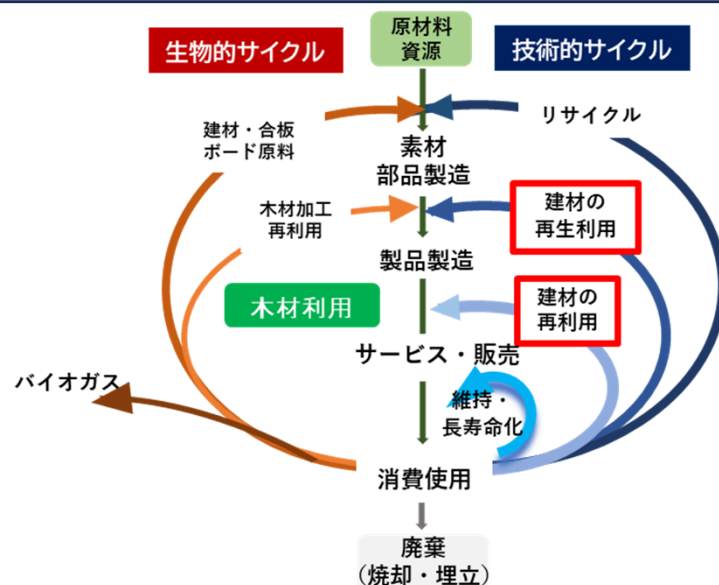 生物的サイクル
原材料
資源
技術的サイクル
建材・合板
ボード原料
リサイクル
素材
部品製造
木材加工
再利用
建材の
再生利用
製品製造
木材利用
建材の
再利用
サービス・販売
バイオガス
維持・
長寿命化
消費使用
廃棄
(焼却・埋立)